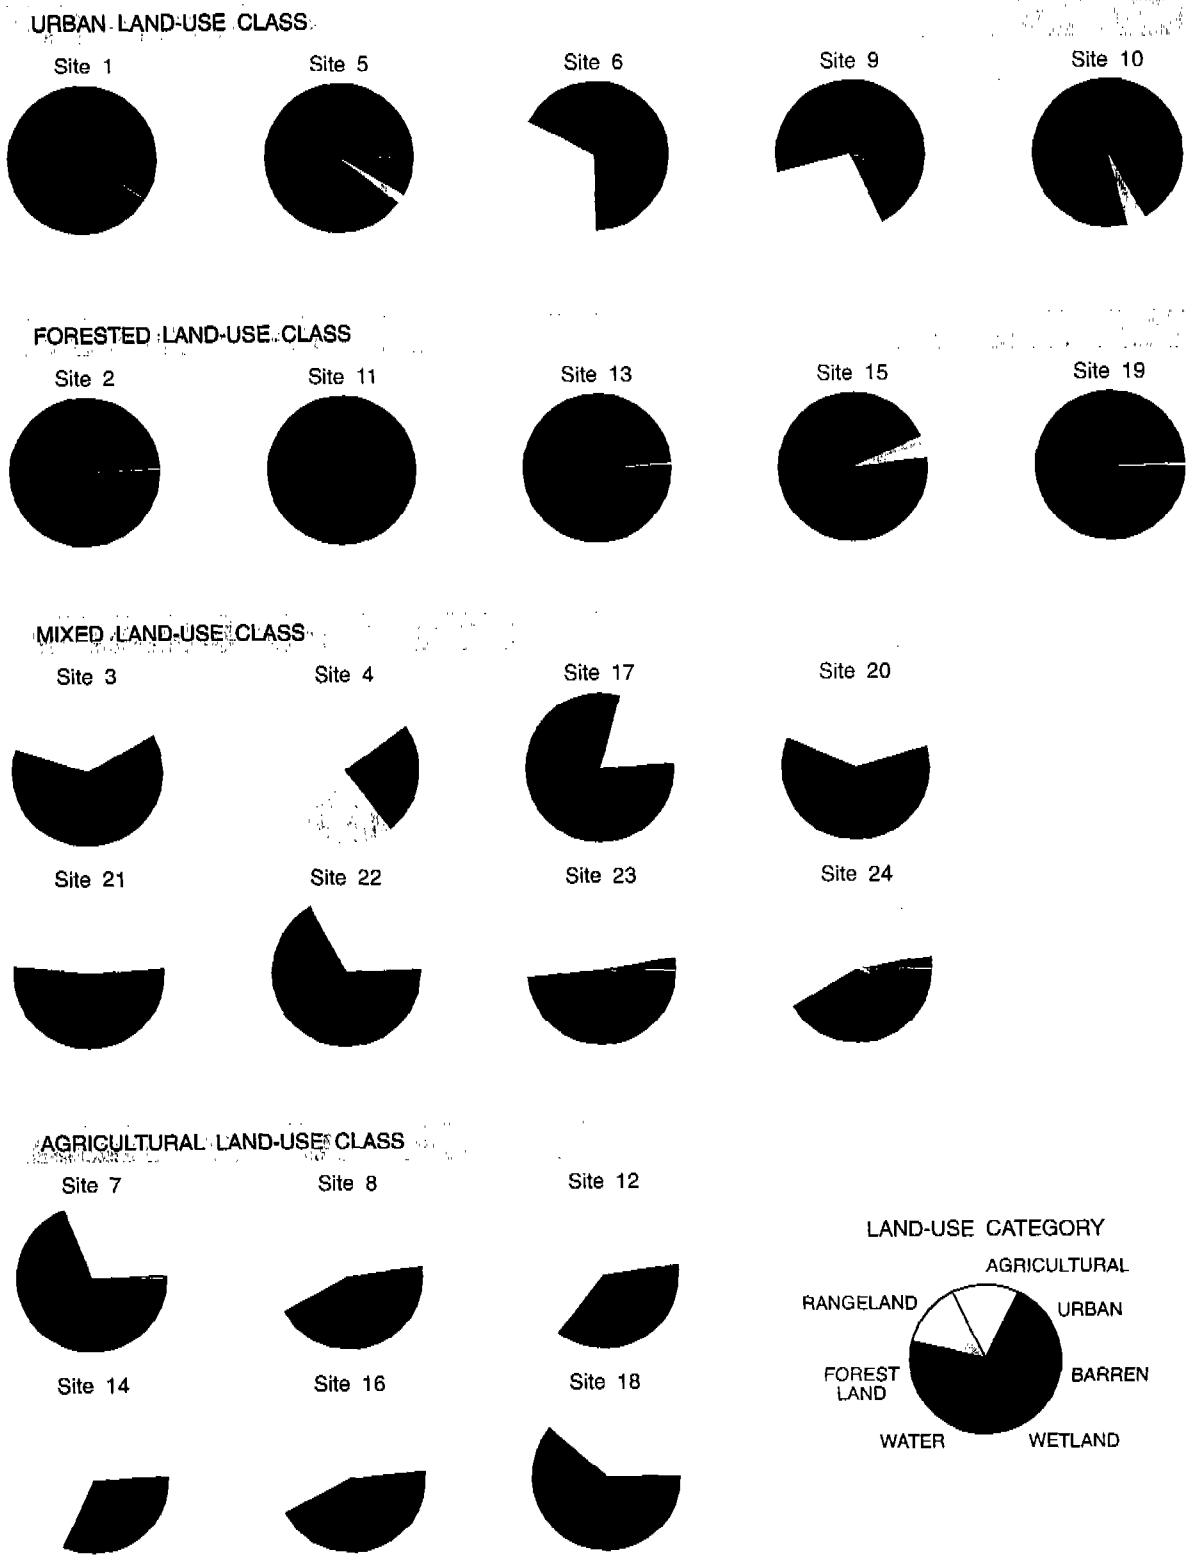 URBAN LAND-USE CLASS
Site 1 Site 5 Site 6 Site 9 Site 10
FORESTED LAND-USE CLASS
Site 2 Site 11 Site 13 Site 15 Site 19
MIXED LAND-USE CLASS
Site 3 Site 4 Site 17 Site 20
Site 21 Site 22 Site 23 Site 24
AGRICULTURAL LAND-USE CLASS
Site 7 Site 8 Site 12
Site 14 Site 16 Site 18
LAND-USE CATEGORY
AGRICULTURAL
RANGELAND
URBAN
FOREST
LAND
BARREN
WATER
WETLAND